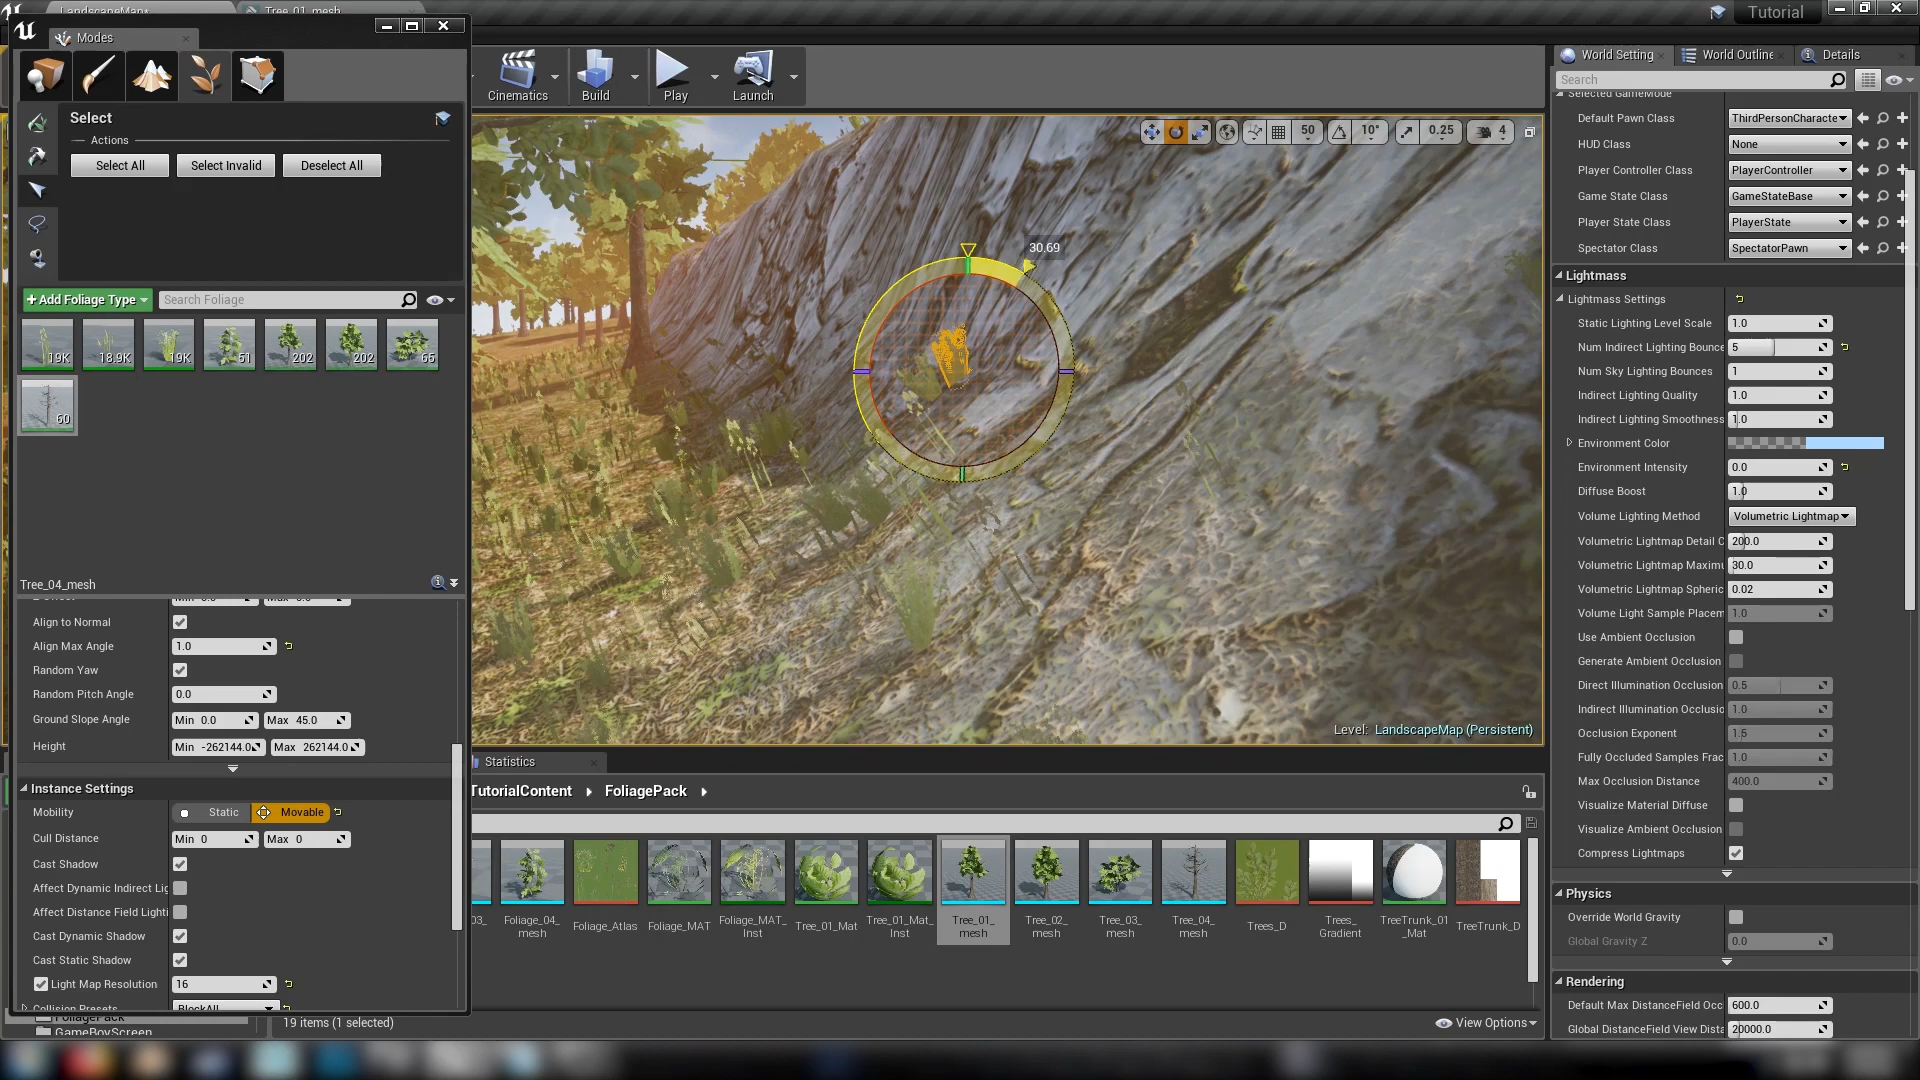 LandscapeMap*
Tree_01_mesh
Tutorial
Modes
Select
Actions
Select All
Select Invalid
Deselect All
+Add Foliage Type
Search Foliage
19K
18.9K
19K
51
202
202
65
60
Tree_04_mesh
Align to Normal
Align Max Angle
1.0
Random Yaw
Random Pitch Angle
0.0
Ground Slope Angle
Min 0.0
Max 45.0
Height
Min -262144.0
Max 262144.0
Instance Settings
Mobility
Static
Movable
Cull Distance
Min 0
Max 0
Cast Shadow
Affect Dynamic Indirect Lig
Affect Distance Field Lighti
Cast Dynamic Shadow
Cast Static Shadow
Light Map Resolution
16
Collision Presets
BlockAll
FoliagePack
GameBoyScreen
Cinematics
Build
Play
Launch
50
10°
0.25
4
30.69
Level: LandscapeMap (Persistent)
Statistics
TutorialContent
FoliagePack
03_
Foliage_04_
mesh
Foliage_Atlas
Foliage_MAT
Foliage_MAT_
Inst
Tree_01_Mat
Tree_01_Mat_
Inst
Tree_01_
mesh
Tree_02_
mesh
Tree_03_
mesh
Tree_04_
mesh
Trees_D
Trees_
Gradient
TreeTrunk_01
_Mat
TreeTrunk_D
19 items (1 selected)
View Options
World Setting
World Outline
Details
Search
Selected GameMode
Default Pawn Class
ThirdPersonCharacte
HUD Class
None
Player Controller Class
PlayerController
Game State Class
GameStateBase
Player State Class
PlayerState
Spectator Class
SpectatorPawn
Lightmass
Lightmass Settings
Static Lighting Level Scale
1.0
Num Indirect Lighting Bounce
5
Num Sky Lighting Bounces
1
Indirect Lighting Quality
1.0
Indirect Lighting Smoothness
1.0
Environment Color
Environment Intensity
0.0
Diffuse Boost
1.0
Volume Lighting Method
Volumetric Lightmap
Volumetric Lightmap Detail C
200.0
Volumetric Lightmap Maximu
30.0
Volumetric Lightmap Spheric
0.02
Volume Light Sample Placem
1.0
Use Ambient Occlusion
Generate Ambient Occlusion
Direct Illumination Occlusion
0.5
Indirect Illumination Occlusio
1.0
Occlusion Exponent
1.5
Fully Occluded Samples Frac
1.0
Max Occlusion Distance
400.0
Visualize Material Diffuse
Visualize Ambient Occlusion
Compress Lightmaps
Physics
Override World Gravity
Global Gravity Z
0.0
Rendering
Default Max DistanceField Occ
600.0
Global DistanceField View Dista
20000.0